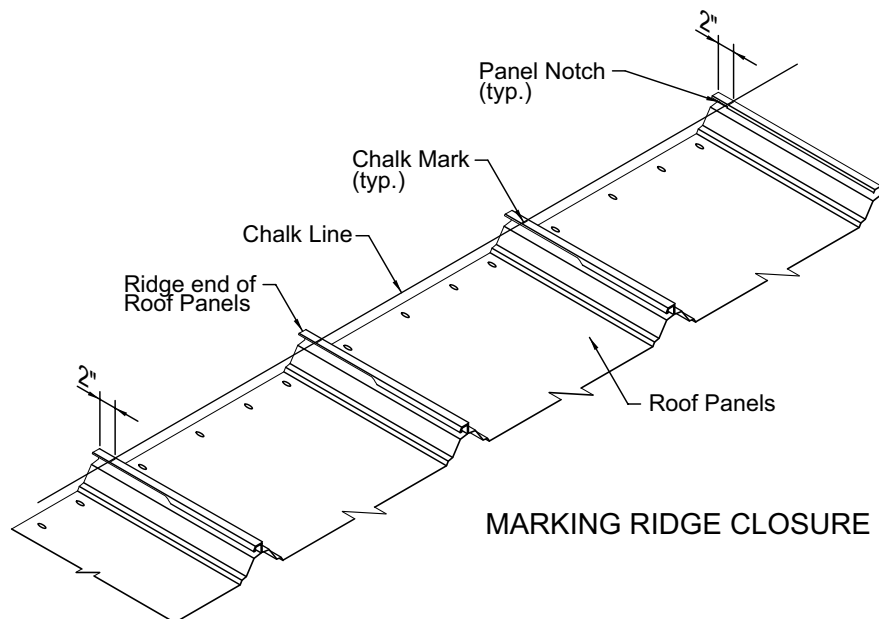 2"
Panel Notch
(typ.)
Chalk Mark
(typ.)
Chalk Line
Ridge end of
Roof Panels
2"
Roof Panels
MARKING RIDGE CLOSURE